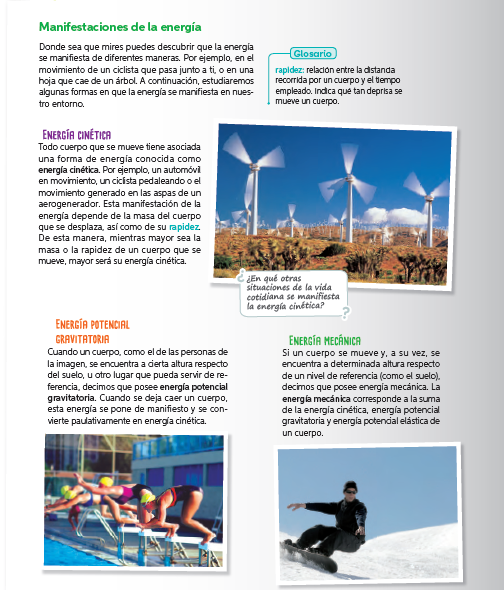 Manifestaciones de la energía
Donde sea que mires puedes descubrir que la energía
se manifiesta de diferentes maneras. Por ejemplo, en el
movimiento de un ciclista que pasa junto a ti, o en una
hoja que cae de un árbol. A continuación, estudiaremos
algunas formas en que la energía se manifiesta en nues-
tro entorno.
Glosario
rapidez: relación entre la distancia
recorrida por un cuerpo y el tiempo
empleado. Indica qué tan deprisa se
mueve un cuerpo.
ENERGÍA CINÉTICA
Todo cuerpo que se mueve tiene asociada
una forma de energía conocida como
energía cinética. Por ejemplo, un automóvil
en movimiento, un ciclista pedaleando o el
movimiento generado en las aspas de un
aerogenerador. Esta manifestación de la
energía depende de la masa del cuerpo
que se desplaza, así como de su rapidez.
De esta manera, mientras mayor sea la
masa o la rapidez de un cuerpo que se
mueve, mayor será su energía cinética.
¿En qué otras
situaciones de la vida
cotidiana se manifiesta
la energía cinética?
ENERGÍA POTENCIAL
GRAVITATORIA
Cuando un cuerpo, como el de las personas de
la imagen, se encuentra a cierta altura respecto
del suelo, u otro lugar que pueda servir de re-
ferencia, decimos que posee energía potencial
gravitatoria. Cuando se deja caer un cuerpo,
esta energía se pone de manifiesto y se con-
vierte paulativamente en energía cinética.
ENERGÍA MECÁNICA
Si un cuerpo se mueve y, a su vez, se
encuentra a determinada altura respecto
de un nivel de referencia (como el suelo),
decimos que posee energía mecánica. La
energía mecánica corresponde a la suma
de la energía cinética, energía potencial
gravitatoria y energía potencial elástica de
un cuerpo.